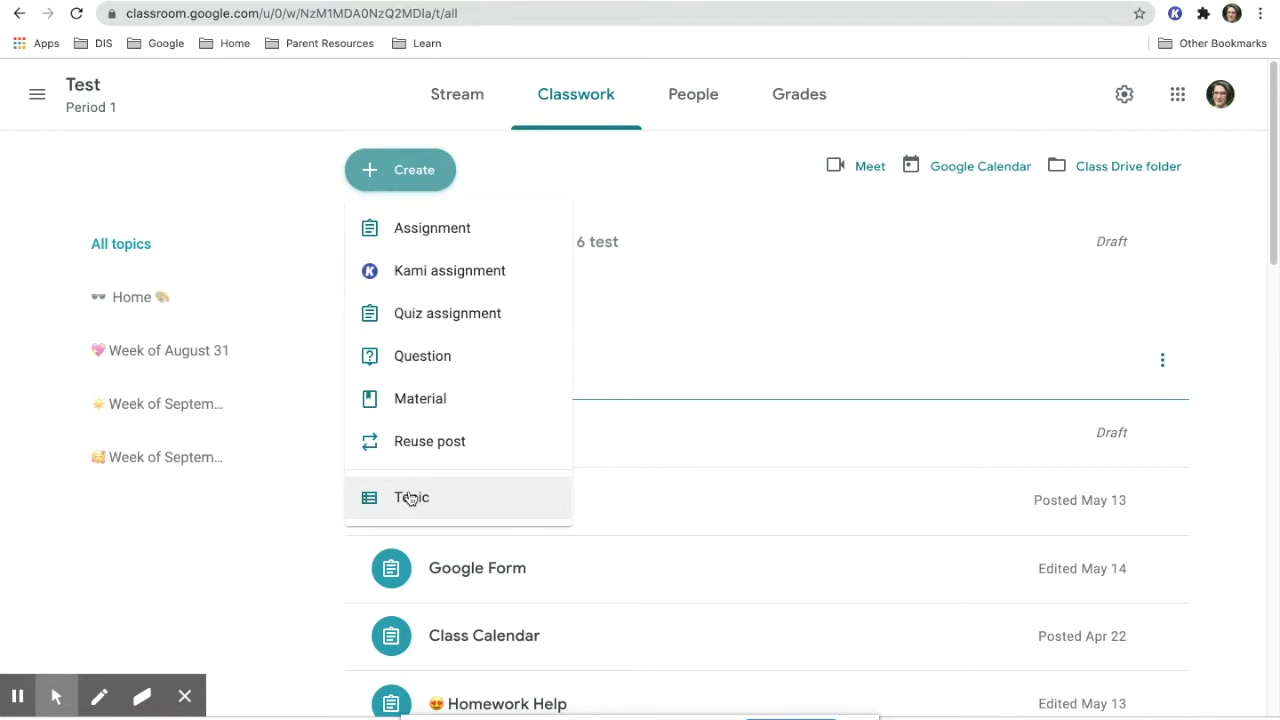 classroom.google.com/u/0/w/NzM1MDA0NzQ2MDla/t/all
Apps DIS Google Home Parent Resources Learn Other Bookmarks
Test
Period 1
Stream Classwork People Grades
Create
Meet Google Calendar Class Drive folder
All topics
🕶 Home 🎨
💖 Week of August 31
☀️ Week of Septem...
🥰 Week of Septem...
Assignment
Kami assignment
Quiz assignment
Question
Material
Reuse post
Topic
6 test Draft
Draft
Posted May 13
Google Form Edited May 14
Class Calendar Posted Apr 22
😍 Homework Help Edited May 13